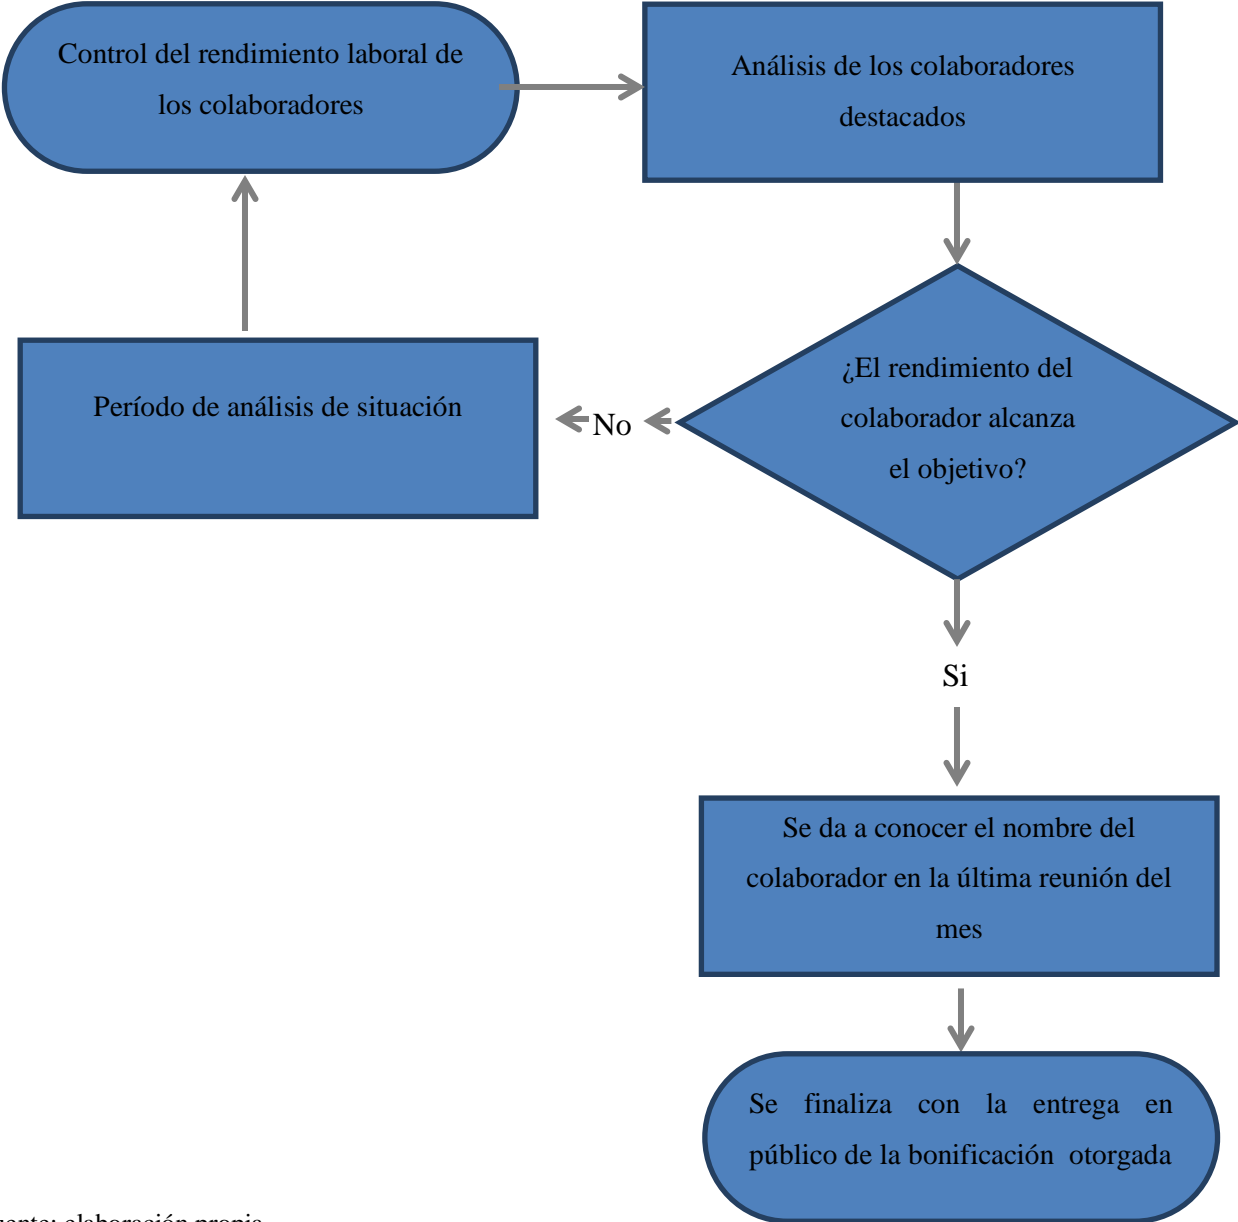 Control del rendimiento laboral de
los colaboradores
Análisis de los colaboradores
destacados
¿El rendimiento del
colaborador alcanza
el objetivo?
No
Período de análisis de situación
Si
Se da a conocer el nombre del
colaborador en la última reunión del
mes
Se finaliza con la entrega en
público de la bonificación otorgada